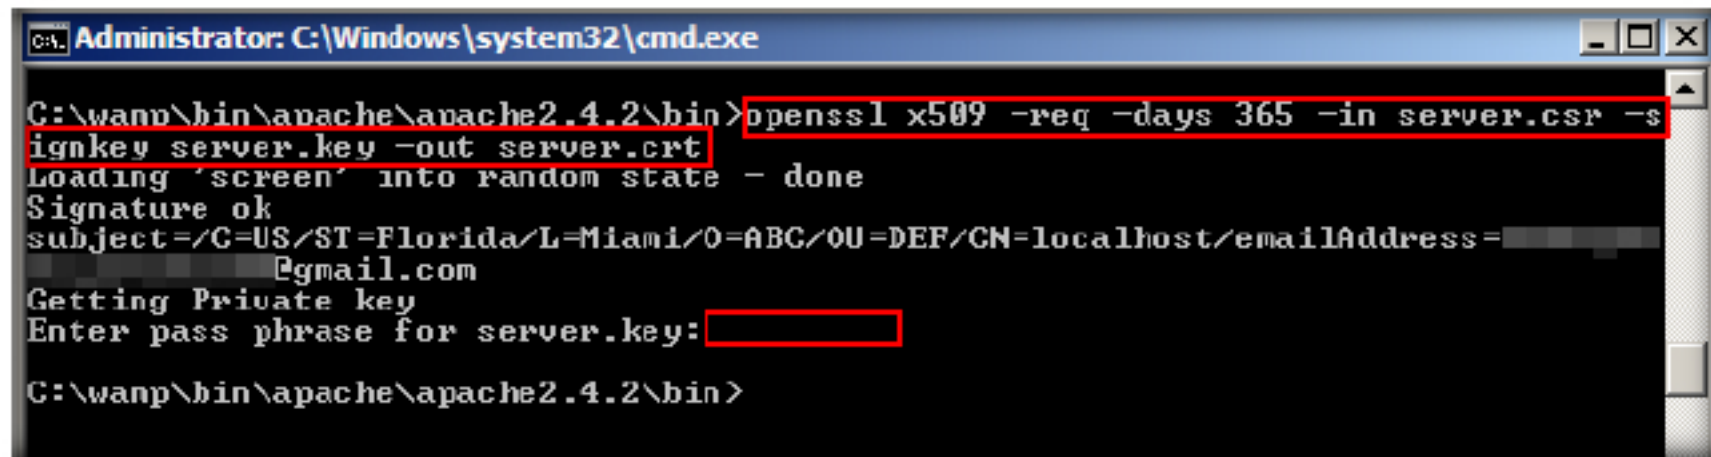 Administrator: C:\Windows\system32\cmd.exe
C:\wamp\bin\apache\apache2.4.2\bin>openssl x509 -req -days 365 -in server.csr -s
ignkey server.key -out server.crt
Loading 'screen' into random state - done
Signature ok
subject=/C=US/ST=Florida/L=Miami/O=ABC/OU=DEF/CN=localhost/emailAddress=
@gmail.com
Getting Private key
Enter pass phrase for server.key:
C:\wamp\bin\apache\apache2.4.2\bin>